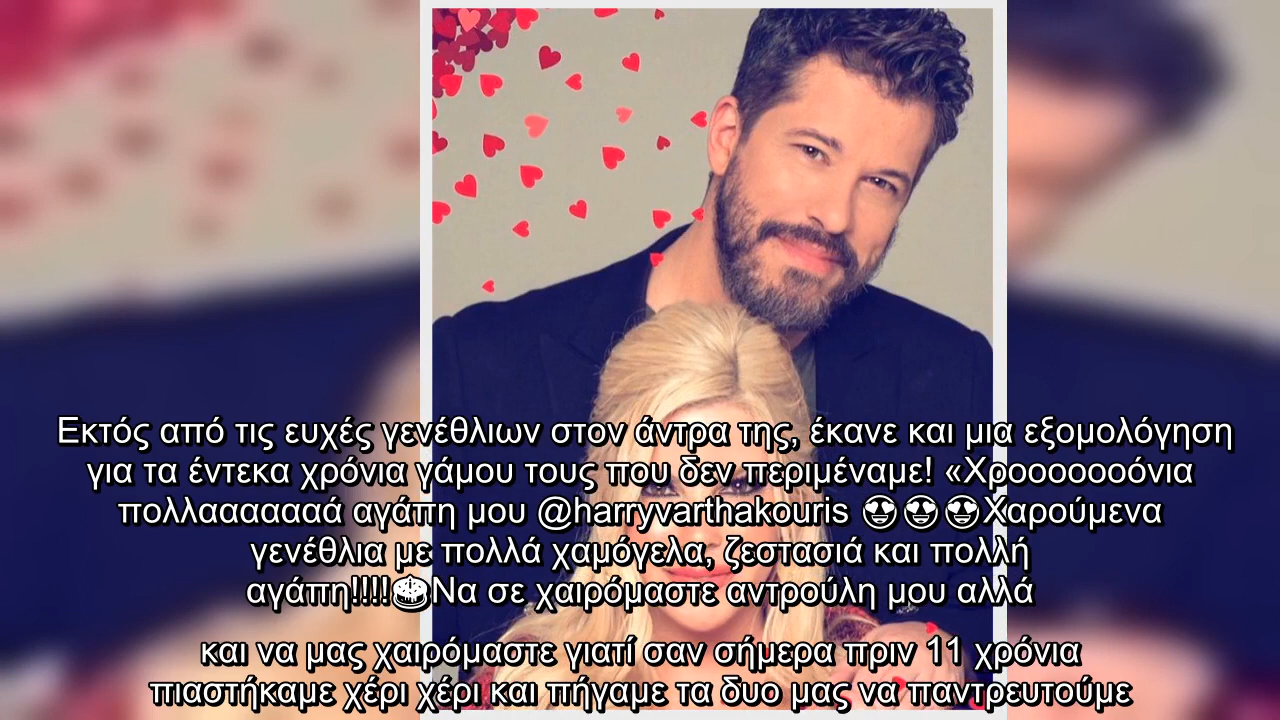 Εκτός από τις ευχές γενέθλιων στον άντρα της, έκανε και μια εξομολόγηση
για τα έντεκα χρόνια γάμου τους που δεν περιμέναμε! «Χροοοοοοόνια
πολλααααααά αγάπη μου @harryvarthakouris 😍😍😍Χαρούμενα
γενέθλια με πολλά χαμόγελα, ζεστασιά και πολλή
αγάπη!!!!🎂Να σε χαιρόμαστε αντρούλη μου αλλά
και να μας χαιρόμαστε γιατί σαν σήμερα πριν 11 χρόνια
πιαστήκαμε χέρι χέρι και πήγαμε τα δυο μας να παντρευτούμε